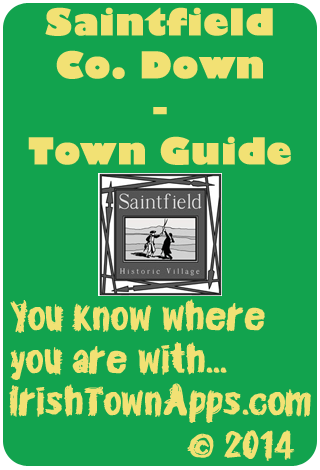 Saintfield
Co. Down
-
Town Guide
Saintfield
Historic Village
You know where
you are with...
IrishTownApps.com
© 2014